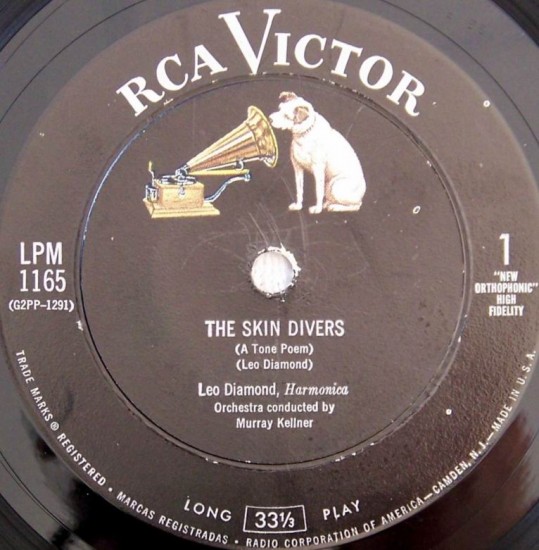 RCA VICTOR
LPM
1165
(G2PP-1291)
1
"NEW
ORTHOPHONIC"
HIGH
FIDELITY
THE SKIN DIVERS
(A Tone Poem)
(Leo Diamond)
Leo Diamond, Harmonica
Orchestra conducted by
Murray Kellner
LONG 33⅓ PLAY
TRADE MARKS ® REGISTERED • MARCAS REGISTRADAS • RADIO CORPORATION OF AMERICA—CAMDEN, N.J.—MADE IN U.S.A.